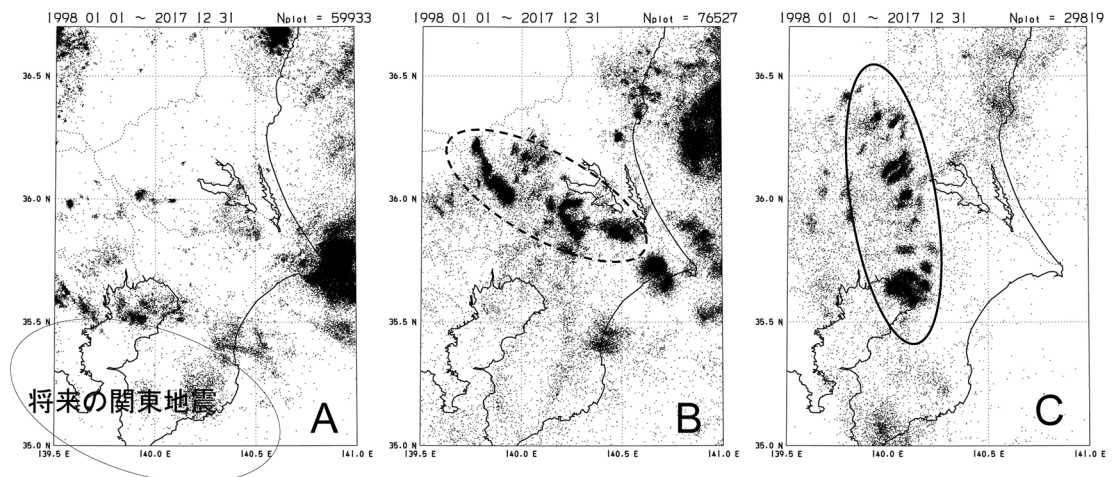 1998 01 01 ~ 2017 12 31 Nplot = 59933
36.5 N
36.0 N
35.5 N
35.0 N
139.5 E 140.0 E 140.5 E 141.0 E
将来の関東地震
A
1998 01 01 ~ 2017 12 31 Nplot = 76527
36.5 N
36.0 N
35.5 N
35.0 N
139.5 E 140.0 E 140.5 E 141.0 E
B
1998 01 01 ~ 2017 12 31 Nplot = 29819
36.5 N
36.0 N
35.5 N
35.0 N
139.5 E 140.0 E 140.5 E 141.0 E
C